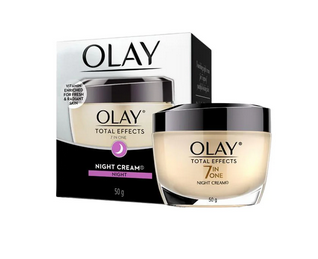 OLAY
VITAMIN
ENRICHED
FOR FRESH
& RADIANT
SKIN
TOTAL EFFECTS
7 IN ONE
NIGHT CREAM®
NIGHT
50 g
OLAY®
TOTAL EFFECTS
7 IN
ONE
NIGHT CREAM®
50 g